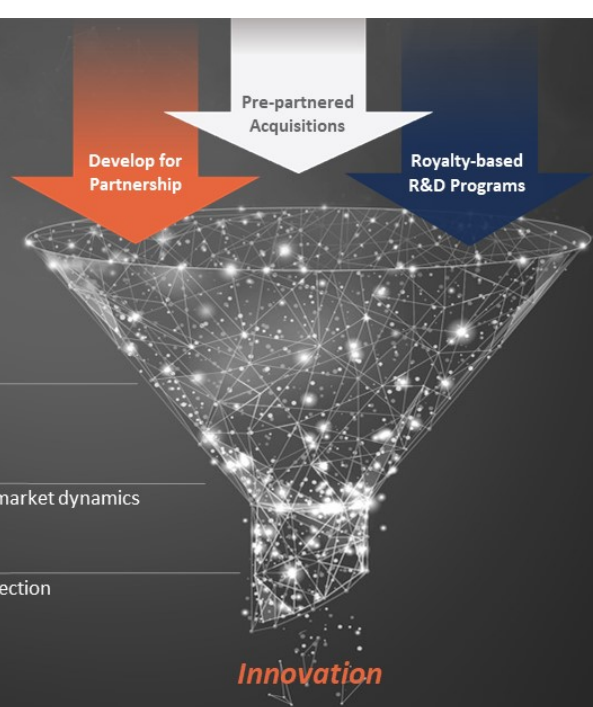 Pre-partnered
Acquisitions
Develop for
Partnership
Royalty-based
R&D Programs
market dynamics
ection
Innovation